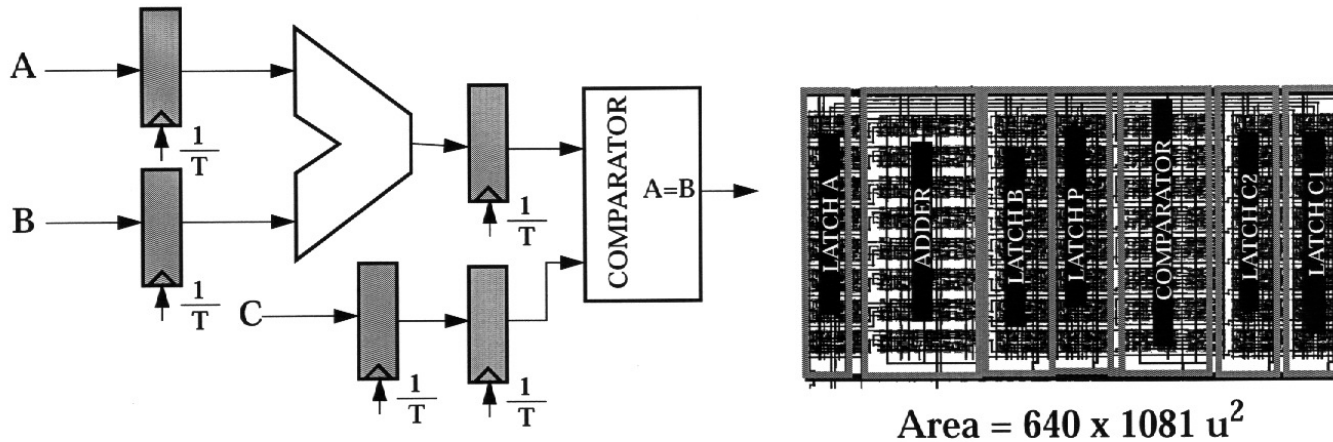 A
1
T
B
1
T
C
1
T
1
T
1
T
COMPARATOR
A=B
LATCH A
ADDER
LATCH B
LATCH P
COMPARATOR
LATCH C2
LATCH C1
Area = 640 x 1081 u²